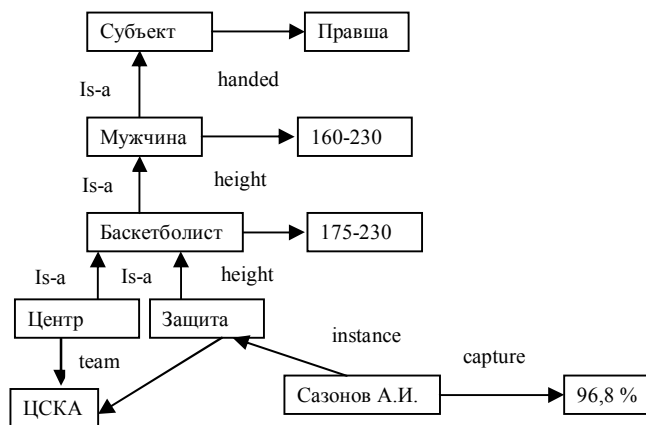 Субъект
Правша
handed
Is-a
Мужчина
160-230
Is-a
height
Баскетболист
175-230
Is-a
Is-a
height
Центр
Защита
instance
team
capture
ЦСКА
Сазонов А.И.
96,8 %